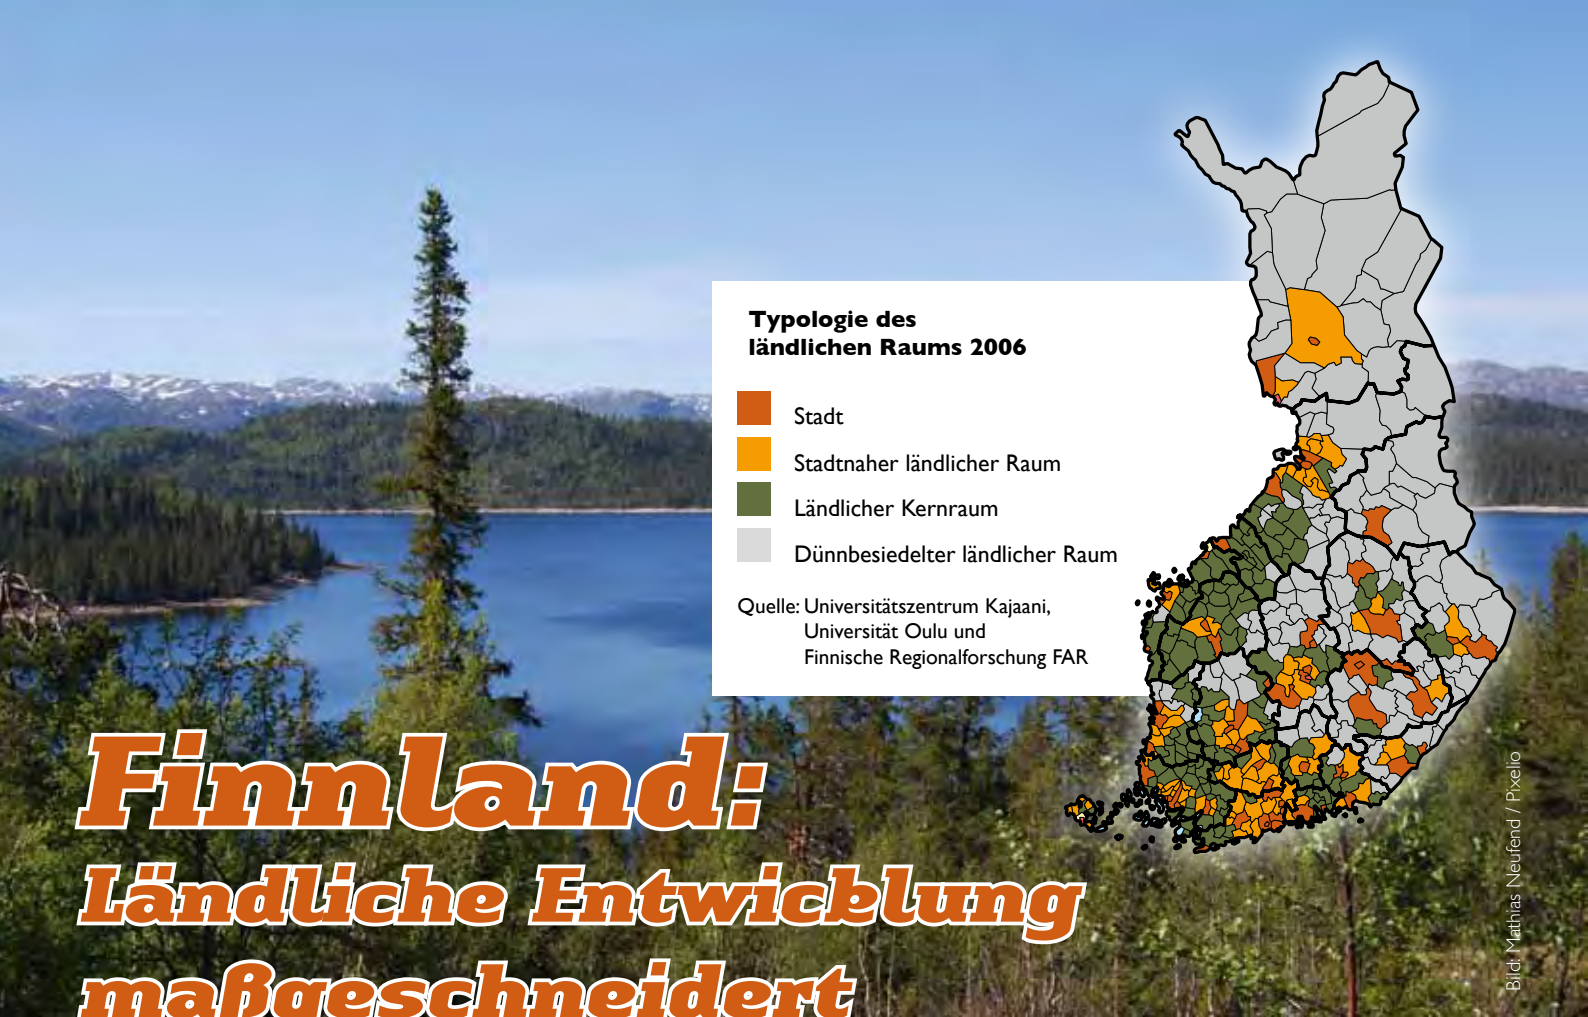 Typologie des
ländlichen Raums 2006
Stadt
Stadtnaher ländlicher Raum
Ländlicher Kernraum
Dünnbesiedelter ländlicher Raum
Quelle: Universitätszentrum Kajaani,
Universität Oulu und
Finnische Regionalforschung FAR
Finnland:
Ländliche Entwicklung
maßgeschneidert
Bild: Mathias Neufend / Pixelio